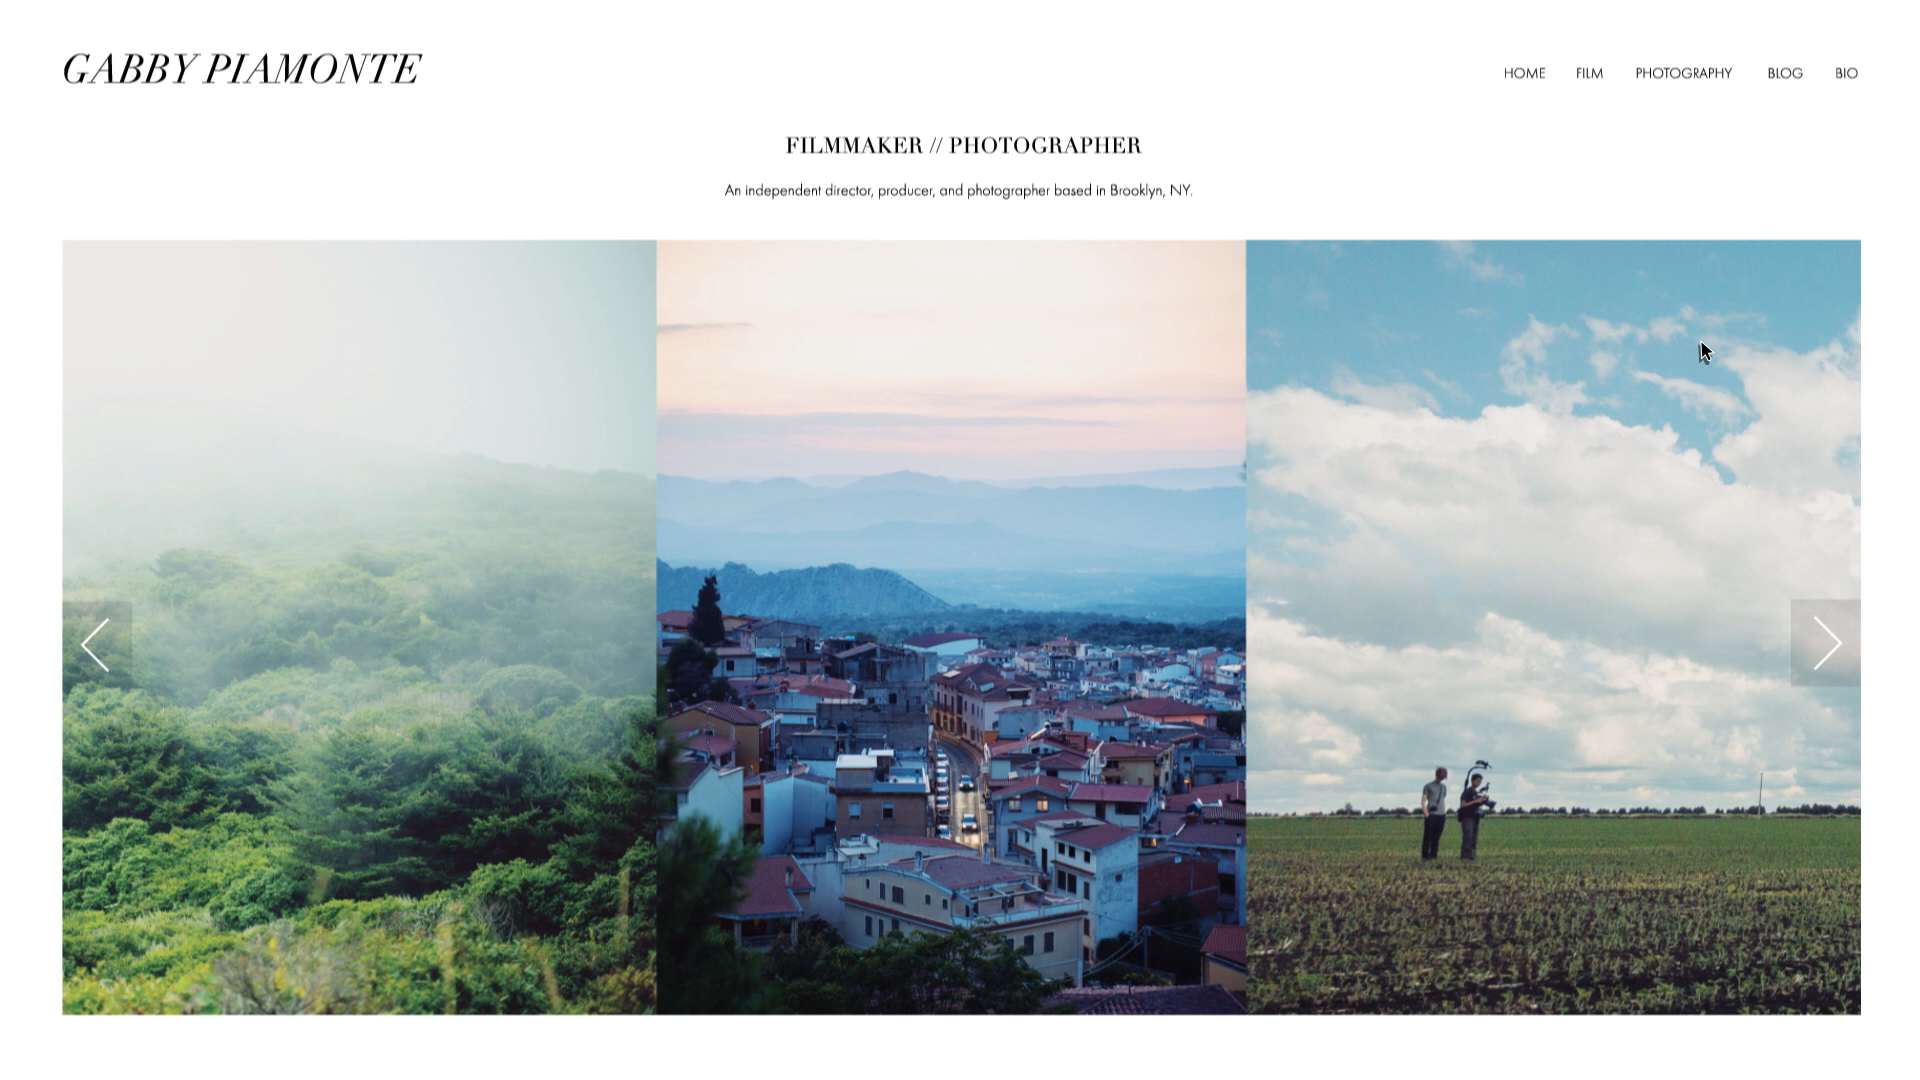 GABBY PIAMONTE
HOME FILM PHOTOGRAPHY BLOG BIO
FILMMAKER // PHOTOGRAPHER
An independent director, producer, and photographer based in Brooklyn, NY.